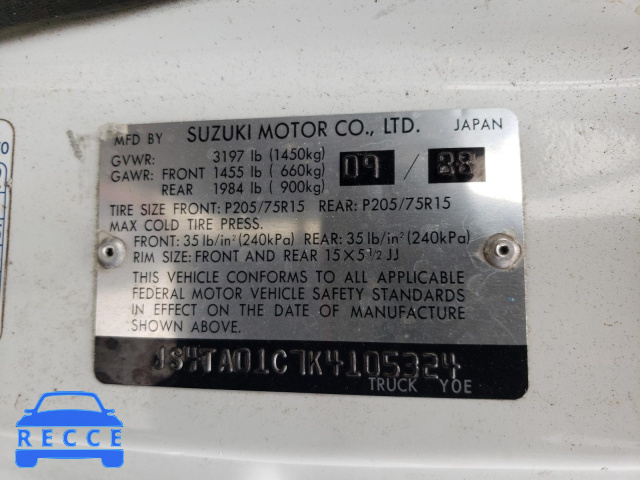 MFD BY SUZUKI MOTOR CO., LTD. JAPAN
GVWR: 3197 lb (1450kg)
GAWR: FRONT 1455 lb ( 660kg) 09 / 88
REAR 1984 lb ( 900kg)
TIRE SIZE FRONT: P205/75R15 REAR: P205/75R15
MAX COLD TIRE PRESS.
FRONT: 35 lb/in² (240kPa) REAR: 35 lb/in² (240kPa)
RIM SIZE: FRONT AND REAR 15×5 1/2 JJ
THIS VEHICLE CONFORMS TO ALL APPLICABLE
FEDERAL MOTOR VEHICLE SAFETY STANDARDS
IN EFFECT ON THE DATE OF MANUFACTURE
SHOWN ABOVE
JS4TA01C7K4105324
TRUCK Y0E
RECCE